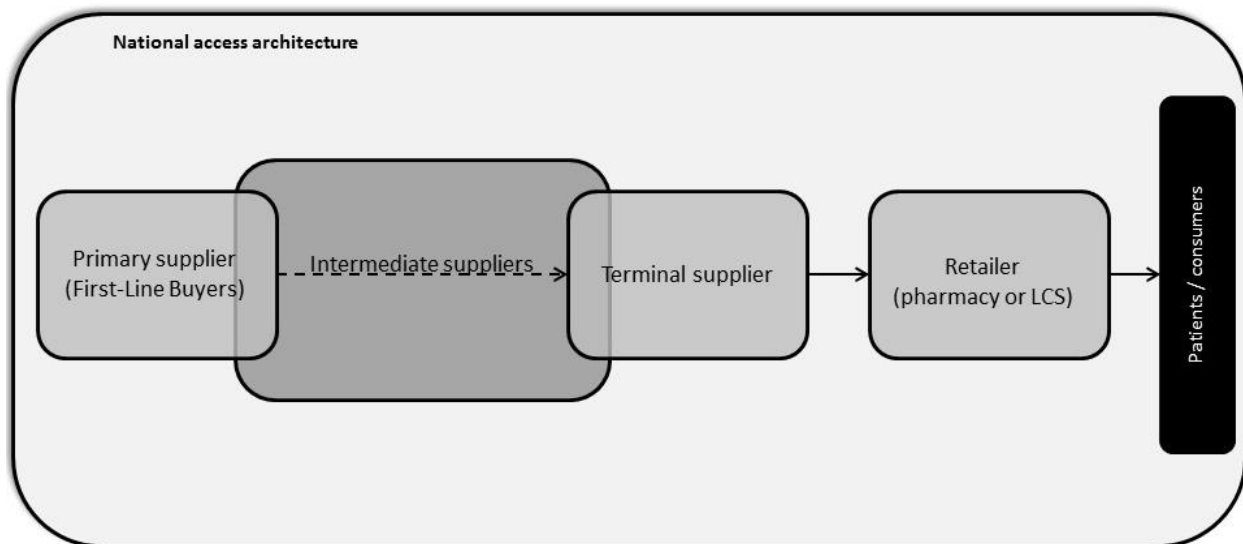 National access architecture
Primary supplier
(First-Line Buyers)
Intermediate suppliers
Terminal supplier
Retailer
(pharmacy or LCS)
Patients / consumers